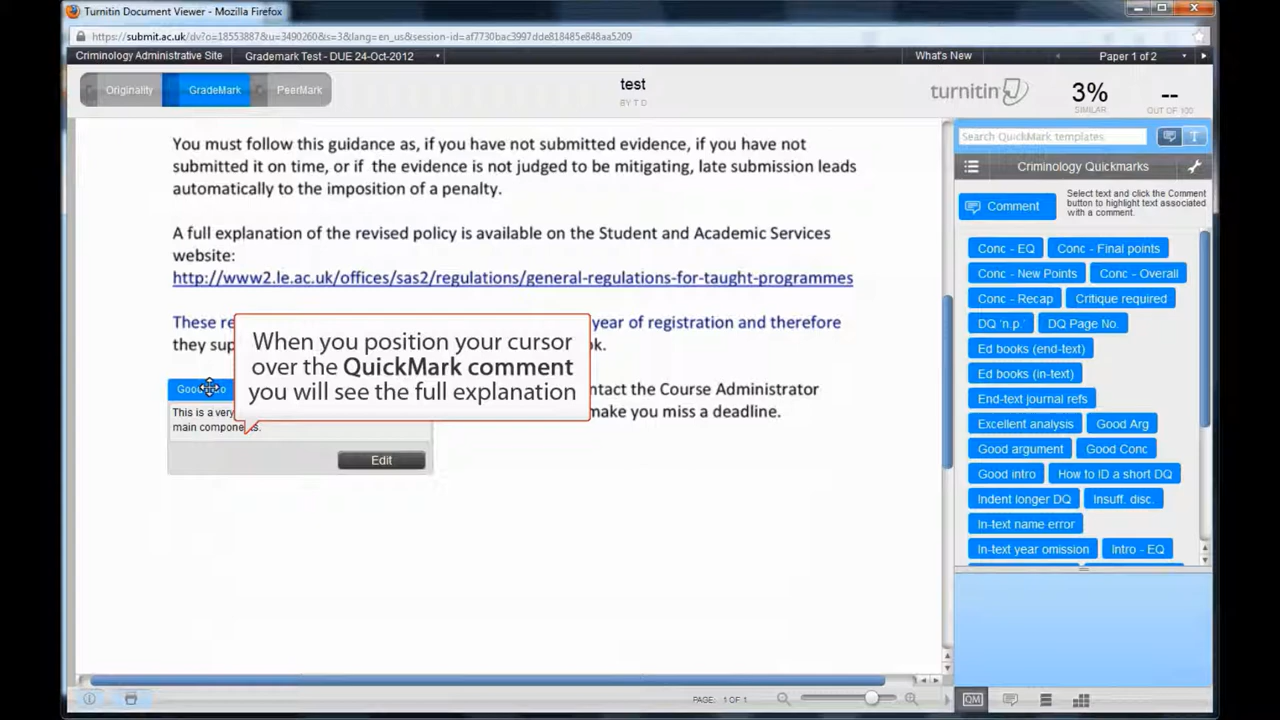 Turnitin Document Viewer - Mozilla Firefox
https://submit.ac.uk/dv?o=18553887&u=3490260&s=3&lang=en_us&session-id=af7730bac3997dde818485e848aa5209
Criminology Administrative Site
Grademark Test - DUE 24-Oct-2012
What's New
Paper 1 of 2
Originality
GradeMark
PeerMark
test
BY T D
turnitin
3%
SIMILAR
--
OUT OF 100
You must follow this guidance as, if you have not submitted evidence, if you have not
submitted it on time, or if the evidence is not judged to be mitigating, late submission leads
automatically to the imposition of a penalty.
A full explanation of the revised policy is available on the Student and Academic Services
website:
http://www2.le.ac.uk/offices/sas2/regulations/general-regulations-for-taught-programmes
These re
year of registration and therefore
they sup
ok.
ntact the Course Administrator
make you miss a deadline.
When you position your cursor
over the QuickMark comment
you will see the full explanation
This is a very
main components.
Edit
Search QuickMark templates
T
Criminology Quickmarks
Comment
Select text and click the Comment
button to highlight text associated
with a comment.
Conc - EQ
Conc - Final points
Conc - New Points
Conc - Overall
Conc - Recap
Critique required
DQ 'n.p.'
DQ Page No.
Ed books (end-text)
Ed books (in-text)
End-text journal refs
Excellent analysis
Good Arg
Good argument
Good Conc
Good intro
How to ID a short DQ
Indent longer DQ
Insuff. disc.
In-text name error
In-text year omission
Intro - EQ
PAGE: 1 OF 1
QM